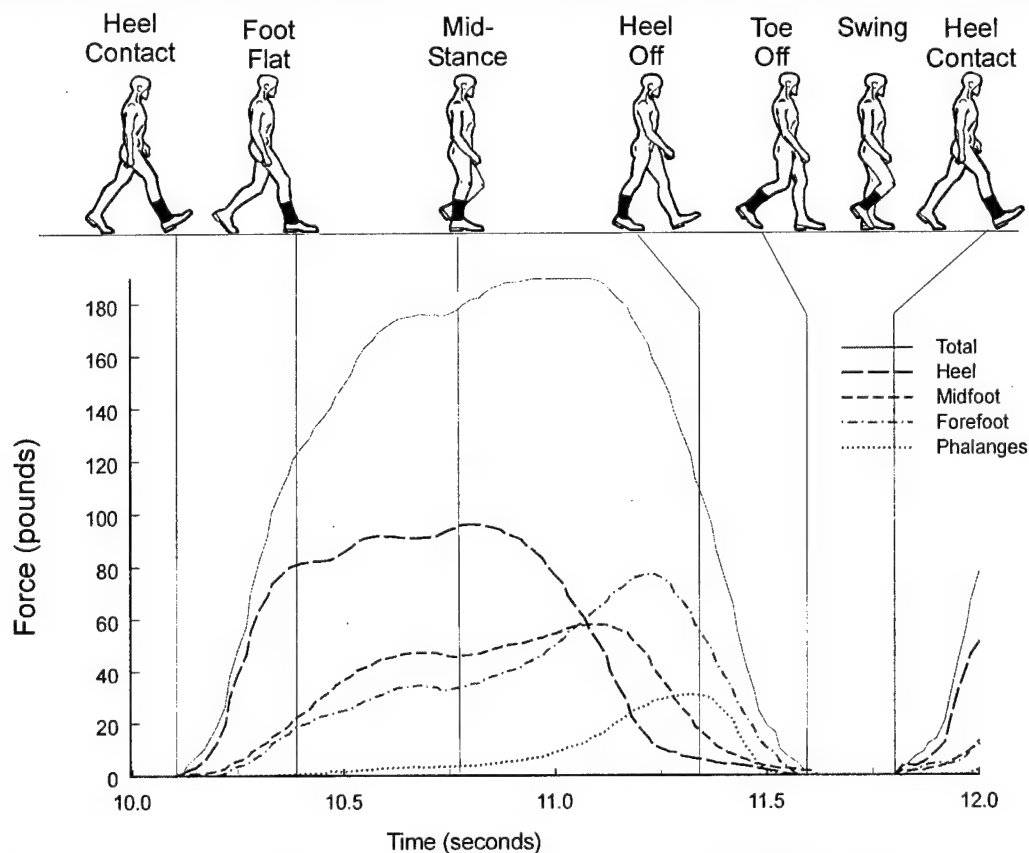 Heel
Contact
Foot
Flat
Mid-
Stance
Heel
Off
Toe
Off
Swing
Heel
Contact
Total
Heel
Midfoot
Forefoot
Phalanges
Force (pounds)
180
160
140
120
100
80
60
40
20
0
10.0
10.5
11.0
11.5
12.0
Time (seconds)